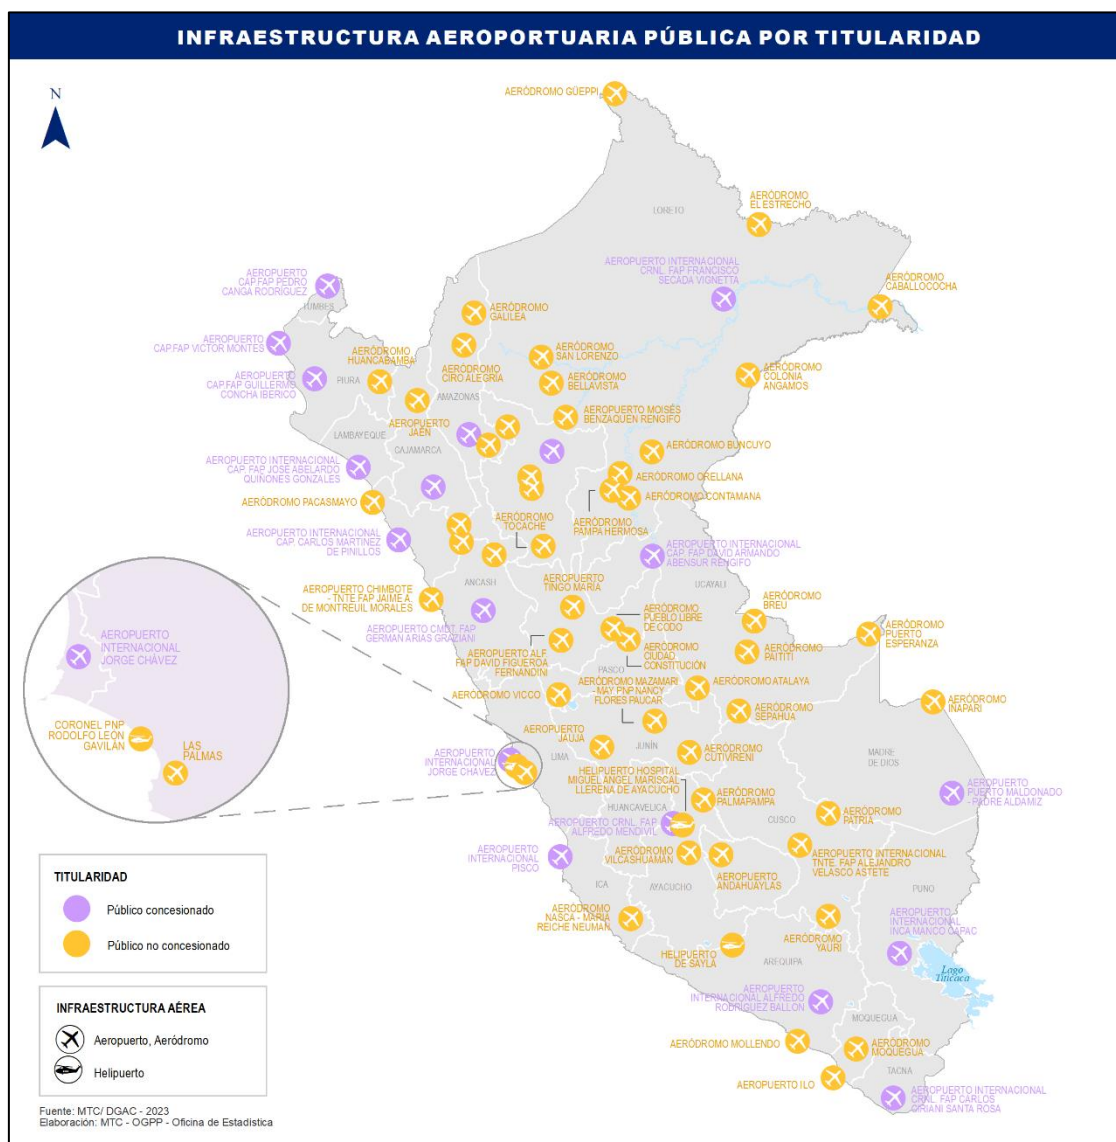 INFRAESTRUCTURA AEROPORTUARIA PÚBLICA POR TITULARIDAD
N
AERÓDROMO GÜEPPI
AERÓDROMO
EL ESTRECHO
LORETO
AEROPUERTO INTERNACIONAL
CRNL. FAP FRANCISCO
SECADA VIGNETTA
AERÓDROMO
CABALLOCOCHA
AEROPUERTO
CAP.FAP PEDRO
CANGA RODRÍGUEZ
TUMBES
AERÓDROMO
GALILEA
AEROPUERTO
CAP.FAP VICTOR MONTES
AERÓDROMO
HUANCABAMBA
AERÓDROMO
CIRO ALEGRÍA
AERÓDROMO
SAN LORENZO
AERÓDROMO
BELLAVISTA
AERÓDROMO
COLONIA
ANGAMOS
AEROPUERTO
CAP.FAP GUILLERMO
CONCHA IBERICO
PIURA
AMAZONAS
AEROPUERTO MOISÉS
BENZAQUEN RENGIFO
AEROPUERTO
JAÉN
LAMBAYEQUE
CAJAMARCA
AERÓDROMO BUNCUYO
AEROPUERTO INTERNACIONAL
CAP. FAP JOSÉ ABELARDO
QUIÑONES GONZALES
AERÓDROMO ORELLANA
AERÓDROMO CONTAMANA
AERÓDROMO PACASMAYO
AERÓDROMO
TOCACHE
AERÓDROMO
PAMPA HERMOSA
AEROPUERTO INTERNACIONAL
CAP. CARLOS MARTINEZ
DE PINILLOS
AEROPUERTO INTERNACIONAL
CAP. FAP DAVID ARMANDO
ABENSUR RENGIFO
ANCASH
UCAYALI
AEROPUERTO
TINGO MARIA
AEROPUERTO CHIMBOTE
- TNTE FAP JAIME A.
DE MONTREUIL MORALES
AERÓDROMO
BREU
AERÓDROMO
PUEBLO LIBRE
DE CODO
AERÓDROMO
PUERTO
ESPERANZA
AEROPUERTO CMDT. FAP
GERMAN ARIAS GRAZIANI
AEROPUERTO ALF.
FAP DAVID FIGUEROA
FERNANDINI
AERÓDROMO
CIUDAD
CONSTITUCIÓN
AERÓDROMO
PAITITI
PASCO
AERÓDROMO VICCO
AERÓDROMO MAZAMARI
- MAY PNP NANCY
FLORES PAUCAR
AERÓDROMO ATALAYA
AERÓDROMO
SEPAHUA
AERÓDROMO
IÑAPARI
AEROPUERTO
JAUJA
JUNÍN
LIMA
AERÓDROMO
CUTIVIRENI
MADRE
DE DIOS
AEROPUERTO
INTERNACIONAL
JORGE CHÁVEZ
HELIPUERTO HOSPITAL
MIGUEL ÁNGEL MARISCAL
LLERENA DE AYACUCHO
AEROPUERTO
PUERTO MALDONADO
- PADRE ALDAMIZ
HUANCAVELICA
AERÓDROMO
PALMAPAMPA
CUSCO
AERÓDROMO
PATRIA
AEROPUERTO CRNL. FAP
ALFREDO MENDIVIL
AEROPUERTO
INTERNACIONAL
PISCO
AERÓDROMO
VILCASHUAMÁN
AEROPUERTO INTERNACIONAL
TNTE. FAP ALEJANDRO
VELASCO ASTETE
AEROPUERTO
ANDAHUAYLAS
ICA
AYACUCHO
PUNO
AERÓDROMO
NASCA - MARIA
REICHE NEUMAN
AERÓDROMO
YAURI
AEROPUERTO
INTERNACIONAL
INCA MANCO CAPAC
HELIPUERTO
DE SAYLA
AREQUIPA
Lago
Titicaca
AEROPUERTO
INTERNACIONAL ALFREDO
RODRIGUEZ BALLON
MOQUEGUA
AERÓDROMO MOLLENDO
AERÓDROMO
MOQUEGUA
TACNA
AEROPUERTO ILO
AEROPUERTO INTERNACIONAL
CRNL. FAP CARLOS
CIRIANI SANTA ROSA
AEROPUERTO
INTERNACIONAL
JORGE CHÁVEZ
CORONEL PNP
RODOLFO LEÓN
GAVILÁN
LAS
PALMAS
TITULARIDAD
Público concesionado
Público no concesionado
INFRAESTRUCTURA AÉREA
Aeropuerto, Aeródromo
Helipuerto
Fuente: MTC/ DGAC - 2023
Elaboración: MTC - OGPP - Oficina de Estadística